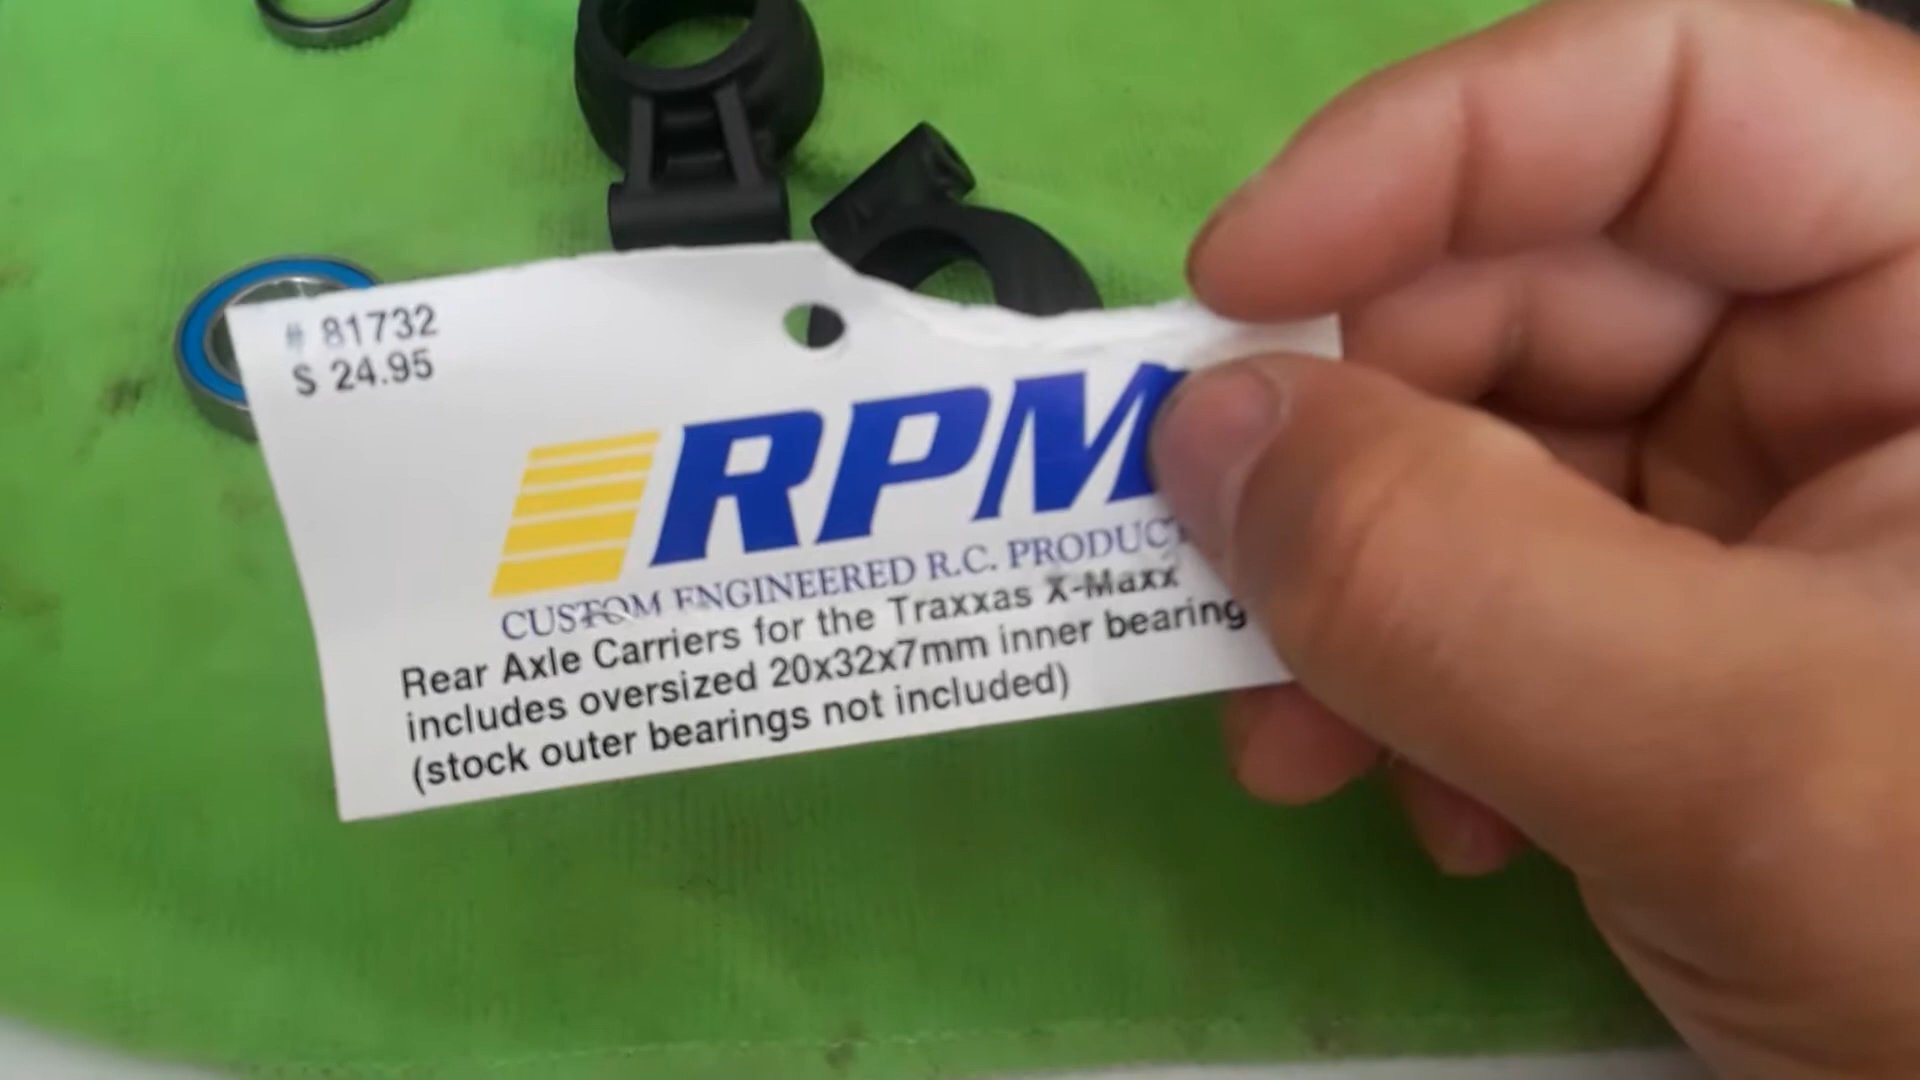 # 81732
$ 24.95
RPM
CUSTOM ENGINEERED R.C. PRODUCT
Rear Axle Carriers for the Traxxas X-Maxx
includes oversized 20x32x7mm inner bearing
(stock outer bearings not included)